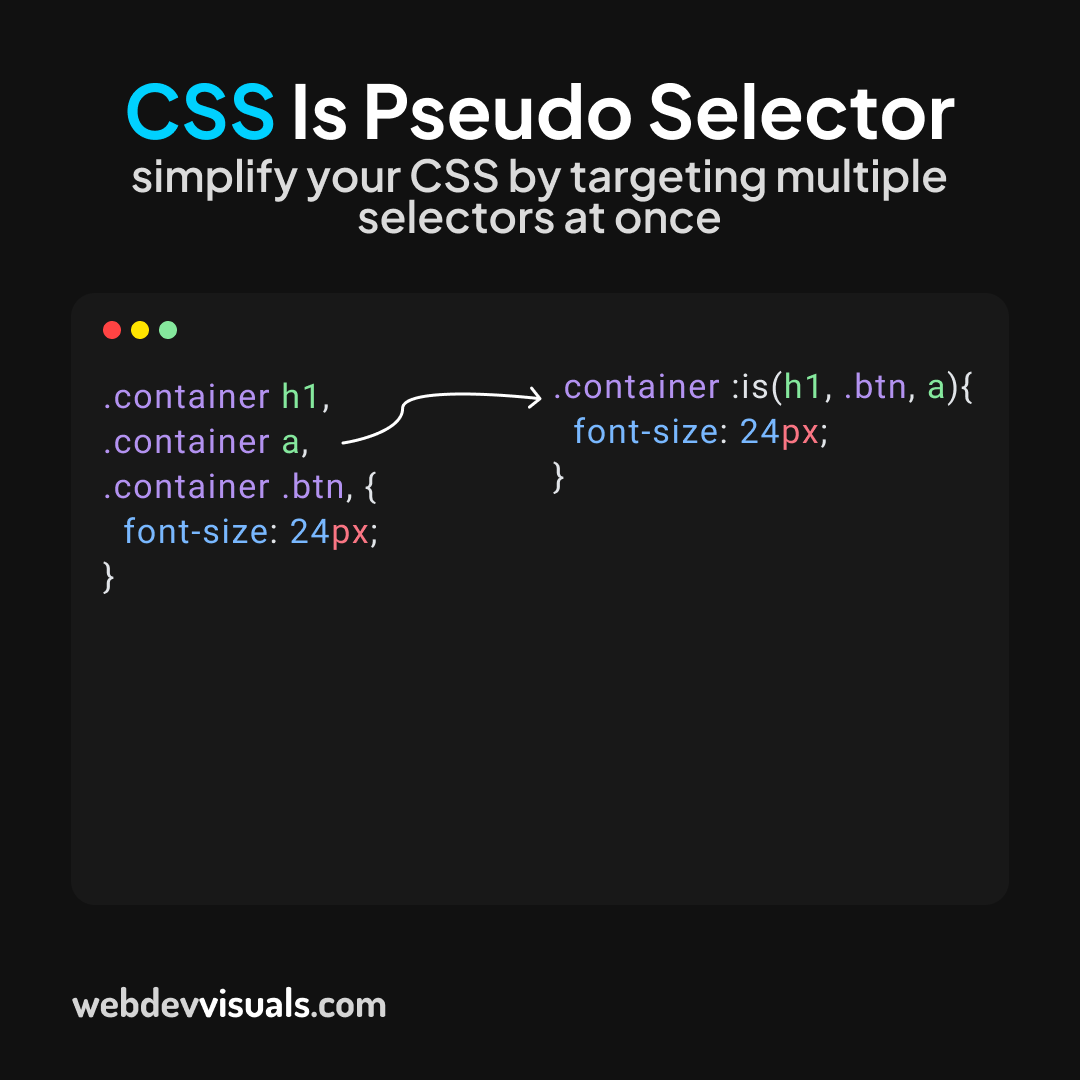 CSS Is Pseudo Selector
simplify your CSS by targeting multiple
selectors at once
.container h1,
.container a,
.container .btn, {
font-size: 24px;
}
.container :is(h1, .btn, a){
font-size: 24px;
}
webdevvisuals.com